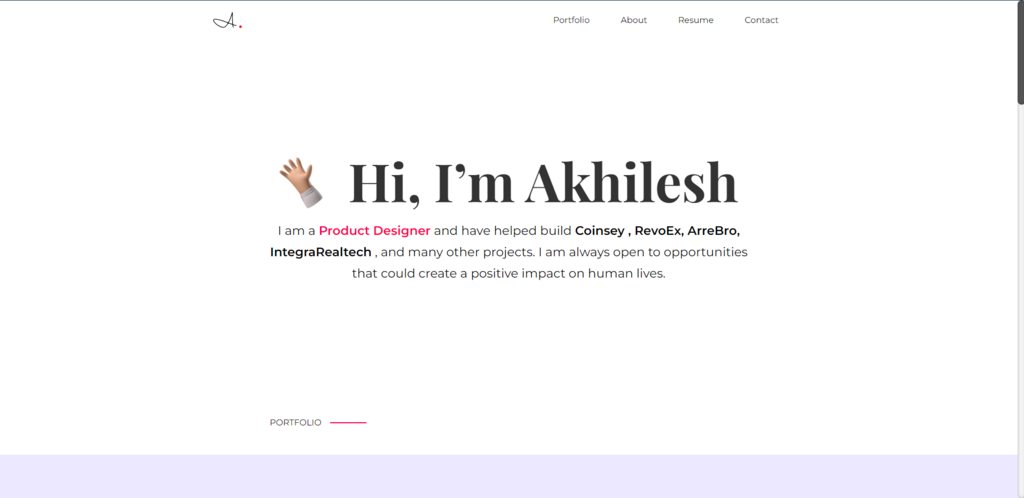 A.
Portfolio About Resume Contact
Hi, I’m Akhilesh
I am a Product Designer and have helped build Coinsey , RevoEx, ArreBro,
IntegraRealtech , and many other projects. I am always open to opportunities
that could create a positive impact on human lives.
PORTFOLIO